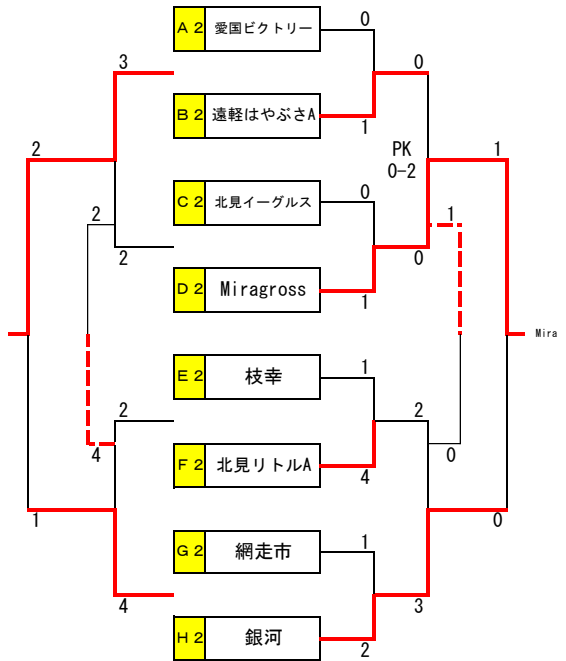 A2 愛国ビクトリー 0
3 0
B2 遠軽はやぶさA 1
2 PK 1
0-2
C2 北見イーグルス 0
2 1
2 0
D2 Miragross 1
Mira
E2 枝幸 1
2 2
4 F2 北見リトルA 4 0
1 0
G2 網走市 1
4 3
H2 銀河 2